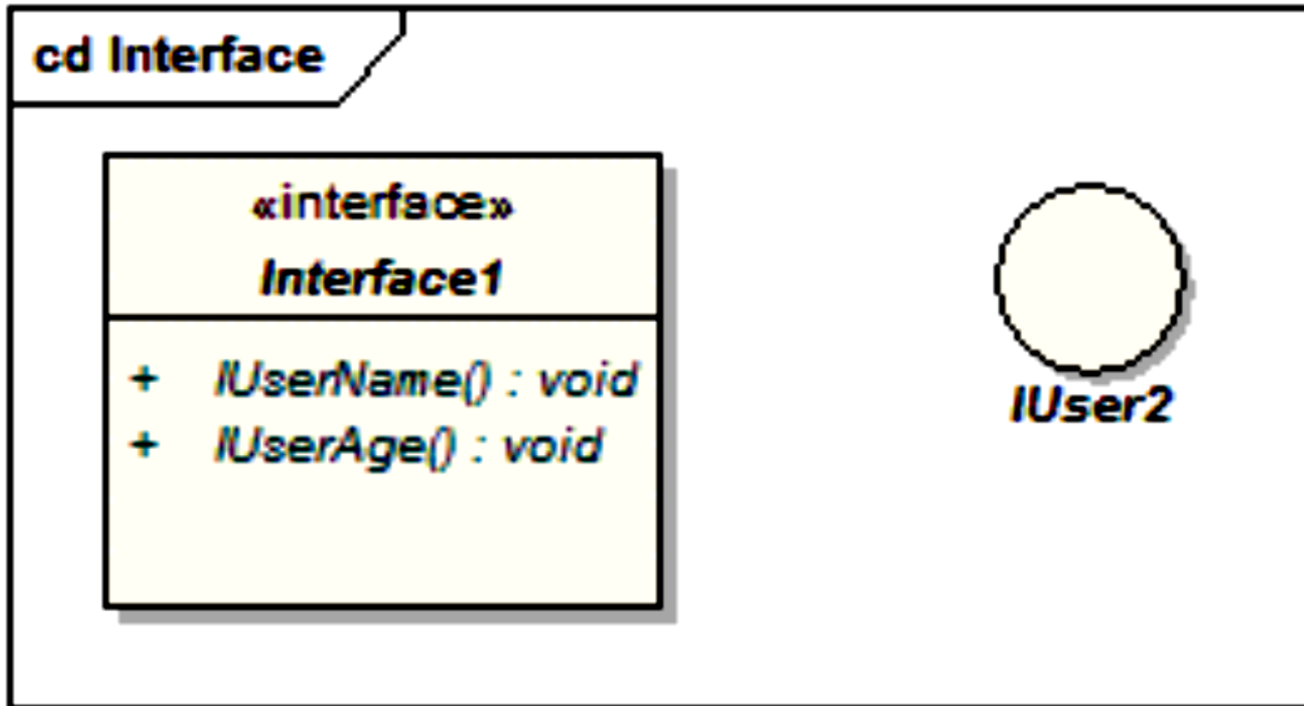 cd Interface
«interface»
Interface1
+ IUserName() : void
+ IUserAge() : void
IUser2